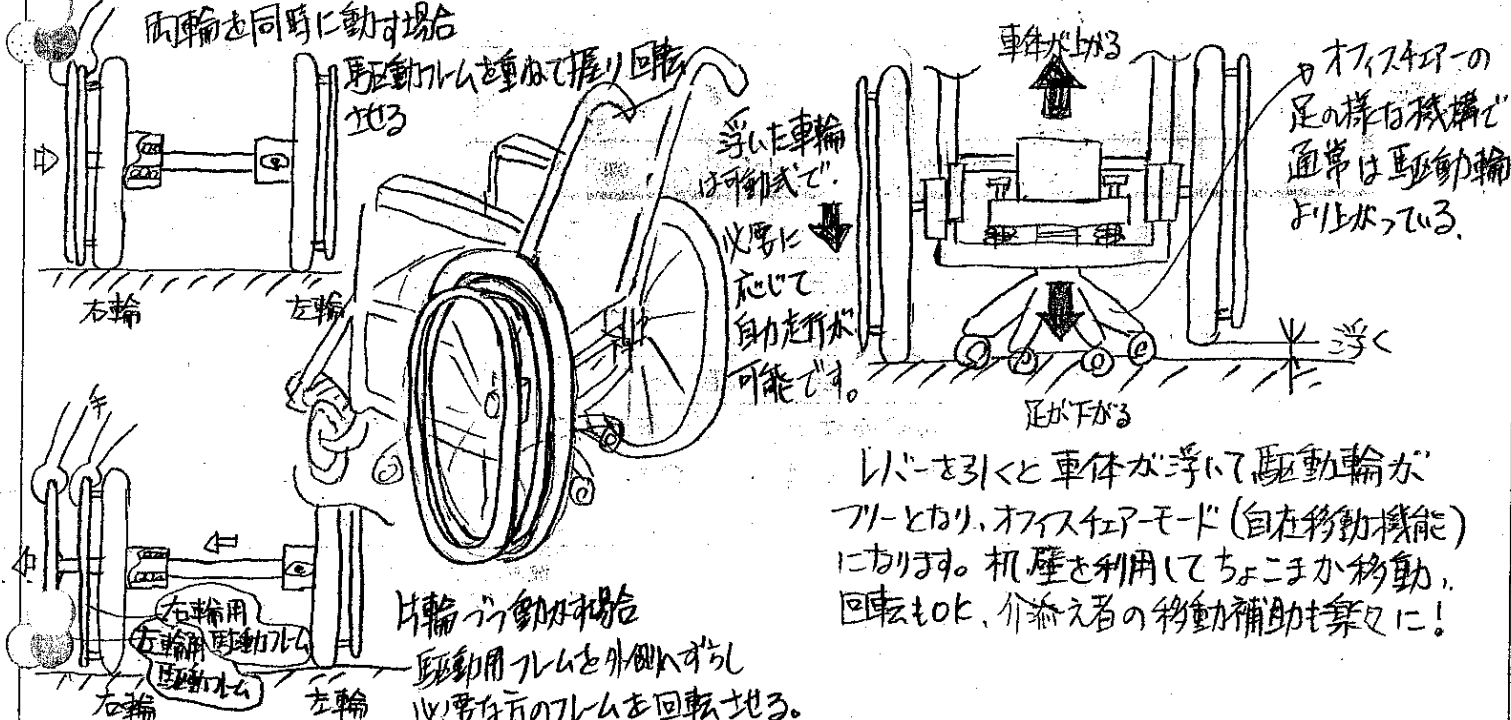 両輪を同時に動す場合
駆動フレームを重ねて握り回転
させる
右輪
左輪
手
右輪用
駆動フレーム
左輪用
駆動フレーム
右輪
左輪
片輪づつ動かす場合
駆動用フレームを外側へずらし
必要な方のフレームを回転させる。
浮いた車輪
は可動式で、
必要に
応じて
自力走行が
可能です。
車体が上がる
オフィスチェアーの
足の様な機構で
通常は駆動輪
より上がっている。
浮く
足が下がる
レバーを引くと車体が浮いて駆動輪が
フリーとなり、オフィスチェアーモード(自在移動機能)
になります。机、壁を利用してちょこまか移動、
回転もOK、介添え者の移動補助も楽々に!